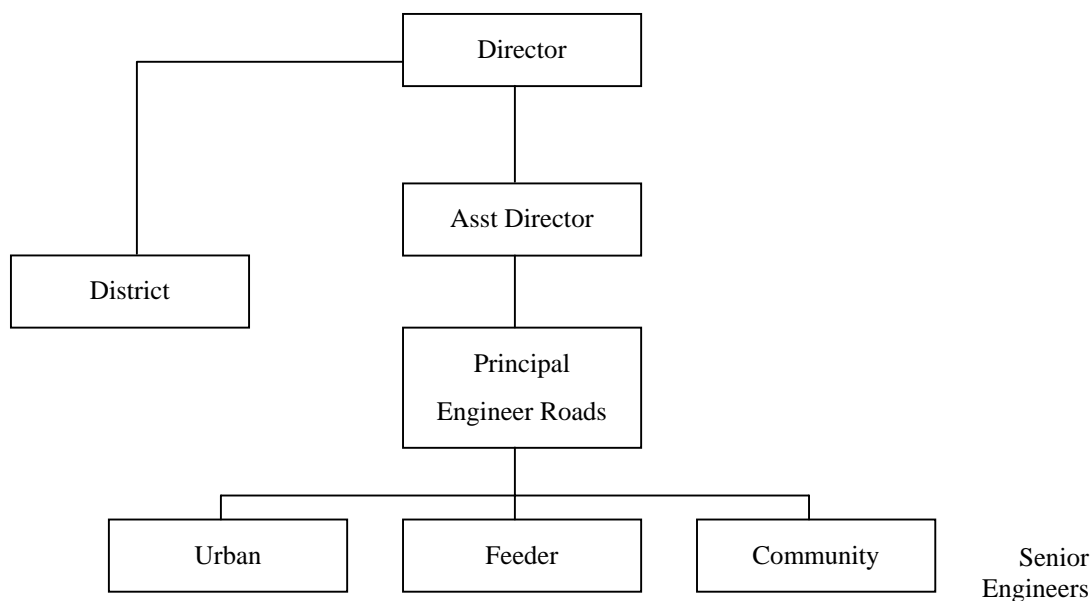 Director
Asst Director
District
Principal
Engineer Roads
Urban
Feeder
Community
Senior
Engineers